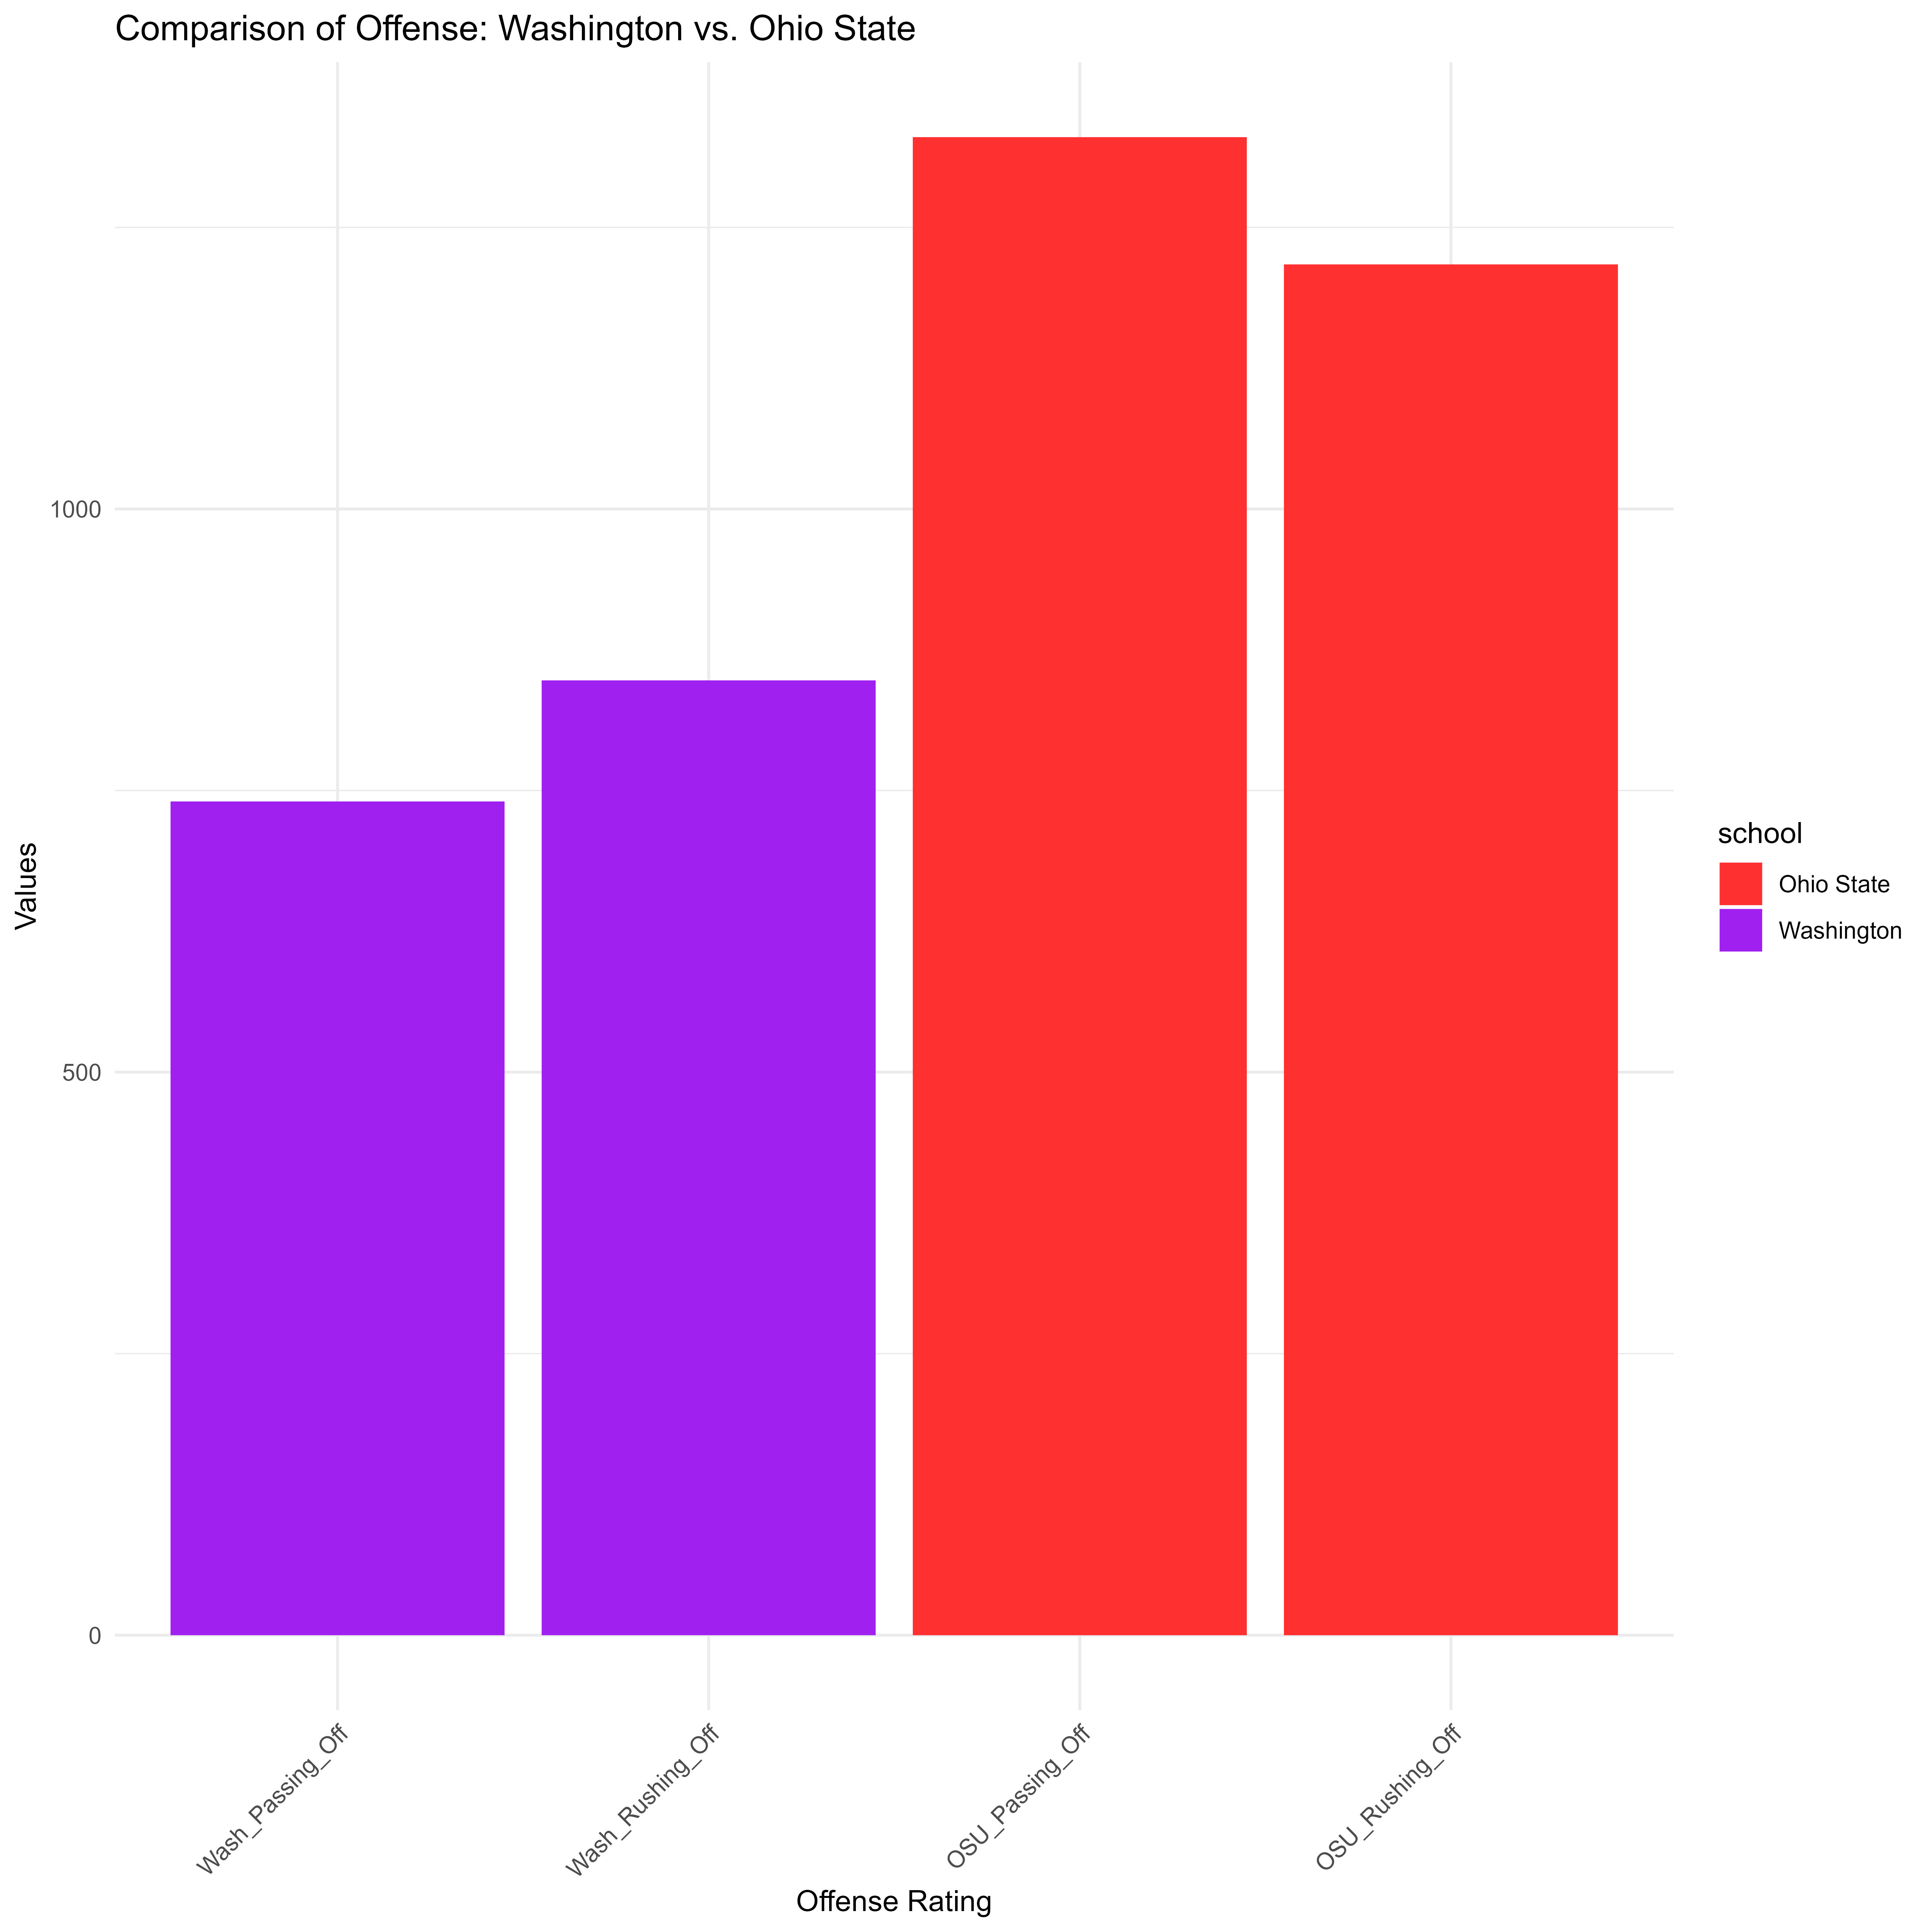 Comparison of Offense: Washington vs. Ohio State
Values
1000
500
0
Wash_Passing_Off
Wash_Rushing_Off
OSU_Passing_Off
OSU_Rushing_Off
Offense Rating
school
Ohio State
Washington